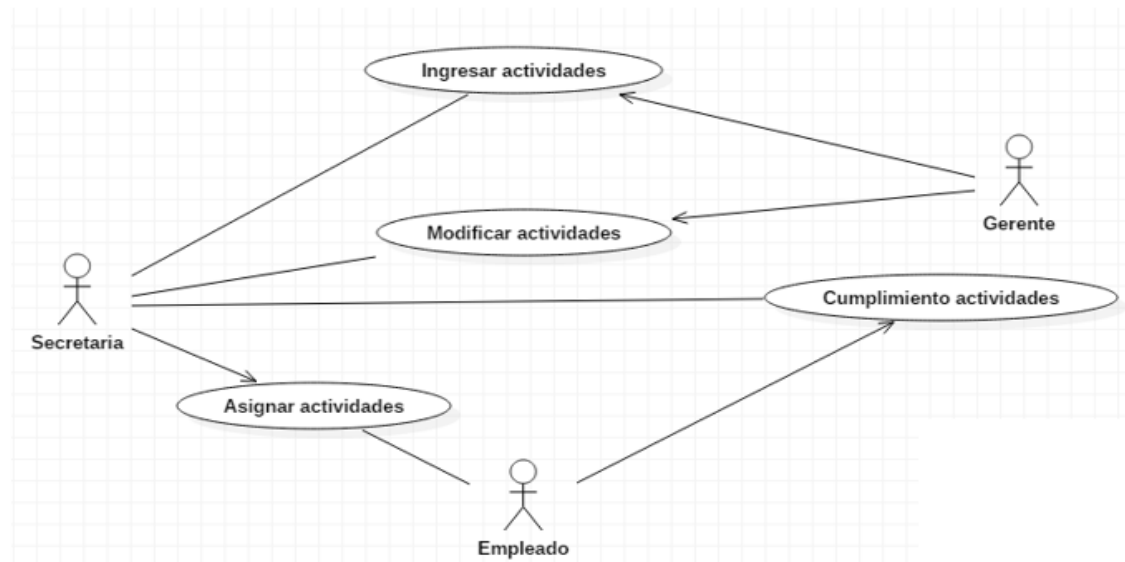 Ingresar actividades
Gerente
Modificar actividades
Cumplimiento actividades
Secretaria
Asignar actividades
Empleado